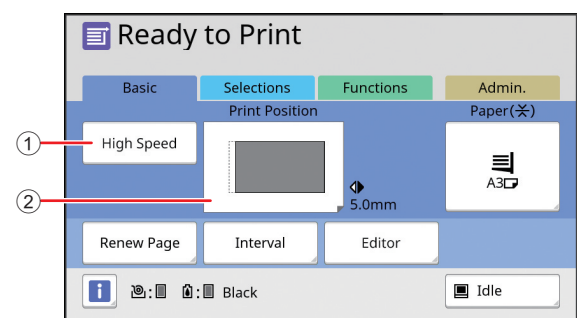 Ready to Print
Basic Selections Functions Admin.
Print Position Paper(⚹)
① High Speed
A3
② 5.0mm
Renew Page Interval Editor
i : : Black Idle